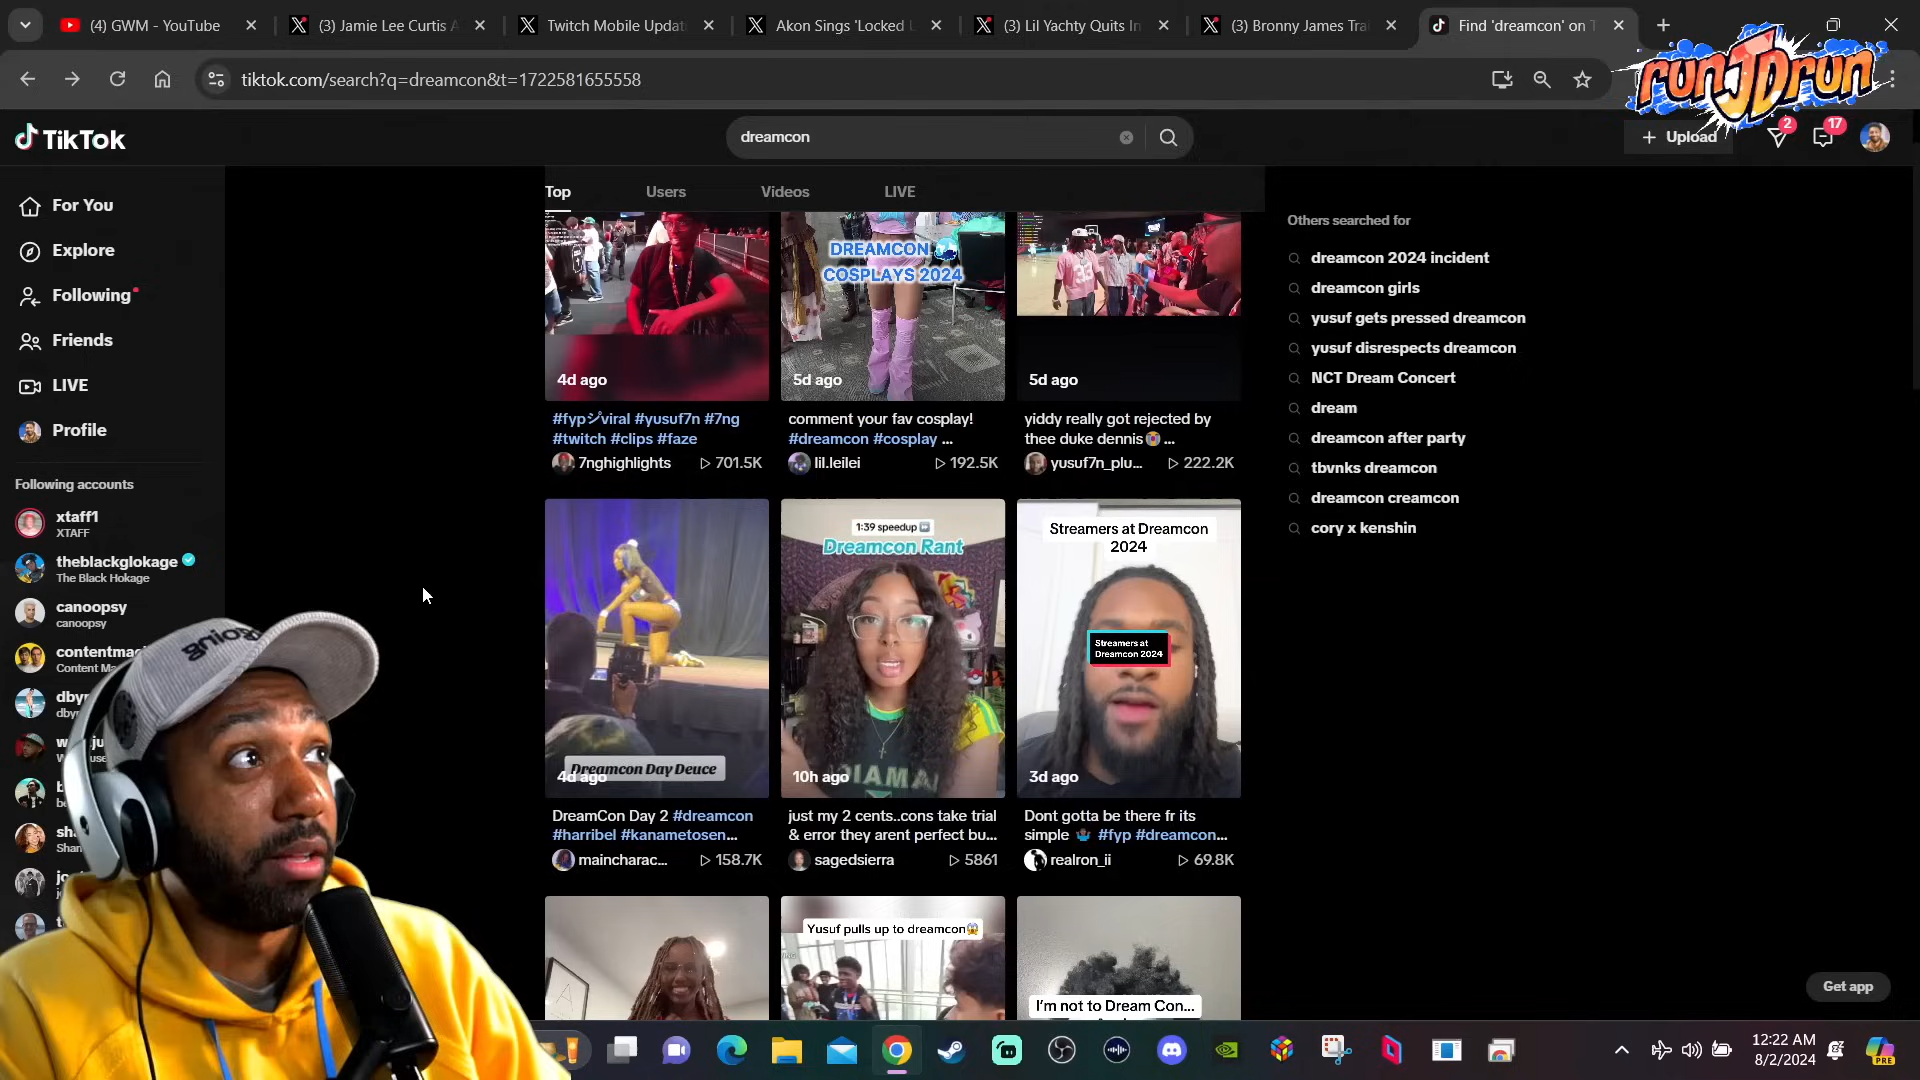 (4) GWM - YouTube
(3) Jamie Lee Curtis A
Twitch Mobile Updat
Akon Sings 'Locked U
(3) Lil Yachty Quits In
(3) Bronny James Trai
Find 'dreamcon' on T
tiktok.com/search?q=dreamcon&t=1722581655558
runJDrun
TikTok
dreamcon
+ Upload
2
17
For You
Explore
Following
Friends
LIVE
Profile
Following accounts
xtaff1
XTAFF
theblackglokage
The Black Hokage
canoopsy
canoopsy
Top
Users
Videos
LIVE
4d ago
DREAMCON
COSPLAYS 2024
5d ago
5d ago
#fypシ゚viral #yusuf7n #7ng
#twitch #clips #faze
7nghighlights
701.5K
comment your fav cosplay!
#dreamcon #cosplay ...
lil.leilei
192.5K
yiddy really got rejected by
thee duke dennis ...
yusuf7n_plu...
222.2K
Dreamcon Day Deuce
4d ago
1:39 speedup
Dreamcon Rant
DIAMA
10h ago
Streamers at Dreamcon
2024
Streamers at
Dreamcon 2024
3d ago
DreamCon Day 2 #dreamcon
#harribel #kanametosen...
maincharac...
158.7K
just my 2 cents..cons take trial
& error they arent perfect bu...
sagedsierra
5861
Dont gotta be there fr its
simple #fyp #dreamcon...
realron_ii
69.8K
Yusuf pulls up to dreamcon
I'm not to Dream Con...
Others searched for
dreamcon 2024 incident
dreamcon girls
yusuf gets pressed dreamcon
yusuf disrespects dreamcon
NCT Dream Concert
dream
dreamcon after party
tbvnks dreamcon
dreamcon creamcon
cory x kenshin
Get app
12:22 AM
8/2/2024
PRE